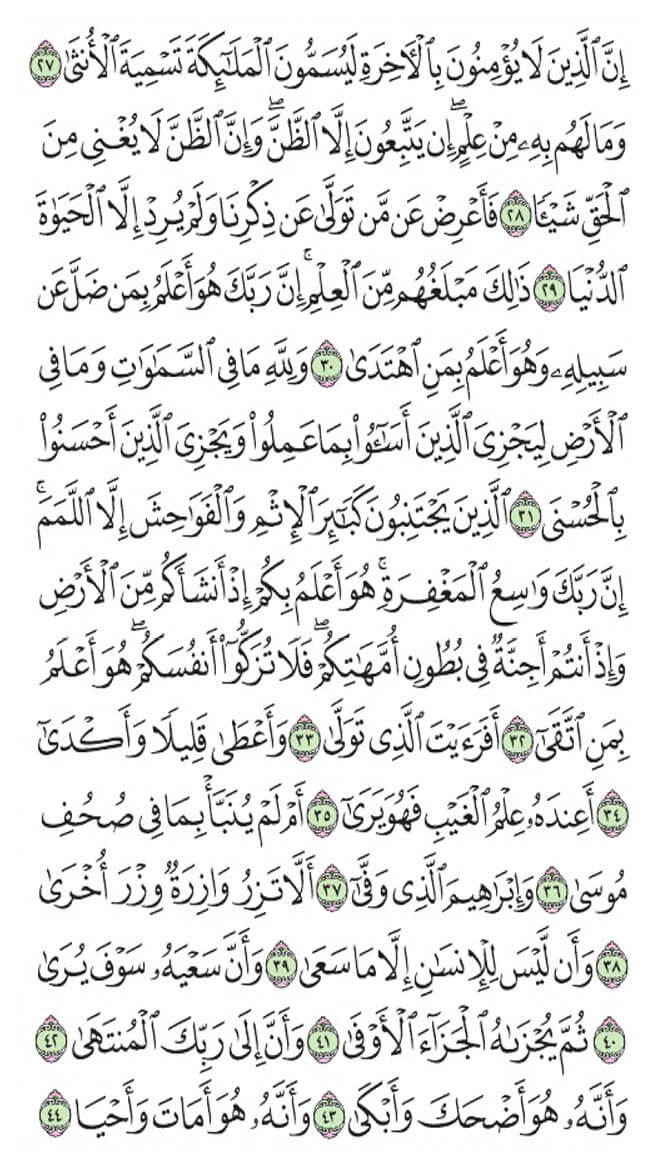 إِنَّ ٱلَّذِينَ لَا يُؤۡمِنُونَ بِٱلۡأٓخِرَةِ لَيُسَمُّونَ ٱلۡمَلَٰٓئِكَةَ تَسۡمِيَةَ ٱلۡأُنثَىٰ ٢٧
وَمَا لَهُم بِهِۦ مِنۡ عِلۡمٍۖ إِن يَتَّبِعُونَ إِلَّا ٱلظَّنَّۖ وَإِنَّ ٱلظَّنَّ لَا يُغۡنِي مِنَ
ٱلۡحَقِّ شَيۡـٔٗا ٢٨ فَأَعۡرِضۡ عَن مَّن تَوَلَّىٰ عَن ذِكۡرِنَا وَلَمۡ يُرِدۡ إِلَّا ٱلۡحَيَوٰةَ
ٱلدُّنۡيَا ٢٩ ذَٰلِكَ مَبۡلَغُهُم مِّنَ ٱلۡعِلۡمِۚ إِنَّ رَبَّكَ هُوَ أَعۡلَمُ بِمَن ضَلَّ عَن
سَبِيلِهِۦ وَهُوَ أَعۡلَمُ بِمَنِ ٱهۡتَدَىٰ ٣٠ وَلِلَّهِ مَا فِي ٱلسَّمَٰوَٰتِ وَمَا فِي
ٱلۡأَرۡضِ لِيَجۡزِيَ ٱلَّذِينَ أَسَٰٓـُٔواْ بِمَا عَمِلُواْ وَيَجۡزِيَ ٱلَّذِينَ أَحۡسَنُواْ
بِٱلۡحُسۡنَى ٣١ ٱلَّذِينَ يَجۡتَنِبُونَ كَبَٰٓئِرَ ٱلۡإِثۡمِ وَٱلۡفَوَٰحِشَ إِلَّا ٱللَّمَمَۚ
إِنَّ رَبَّكَ وَٰسِعُ ٱلۡمَغۡفِرَةِۚ هُوَ أَعۡلَمُ بِكُمۡ إِذۡ أَنشَأَكُم مِّنَ ٱلۡأَرۡضِ
وَإِذۡ أَنتُمۡ أَجِنَّةٞ فِي بُطُونِ أُمَّهَٰتِكُمۡۖ فَلَا تُزَكُّوٓاْ أَنفُسَكُمۡۖ هُوَ أَعۡلَمُ
بِمَنِ ٱتَّقَىٰٓ ٣٢ أَفَرَءَيۡتَ ٱلَّذِي تَوَلَّىٰ ٣٣ وَأَعۡطَىٰ قَلِيلٗا وَأَكۡدَىٰٓ
٣٤ أَعِندَهُۥ عِلۡمُ ٱلۡغَيۡبِ فَهُوَ يَرَىٰٓ ٣٥ أَمۡ لَمۡ يُنَبَّأۡ بِمَا فِي صُحُفِ
مُوسَىٰ ٣٦ وَإِبۡرَٰهِيمَ ٱلَّذِي وَفَّىٰٓ ٣٧ أَلَّا تَزِرُ وَازِرَةٞ وِزۡرَ أُخۡرَىٰ
٣٨ وَأَن لَّيۡسَ لِلۡإِنسَٰنِ إِلَّا مَا سَعَىٰ ٣٩ وَأَنَّ سَعۡيَهُۥ سَوۡفَ يُرَىٰ
٤٠ ثُمَّ يُجۡزَىٰهُ ٱلۡجَزَآءَ ٱلۡأَوۡفَىٰ ٤١ وَأَنَّ إِلَىٰ رَبِّكَ ٱلۡمُنتَهَىٰ ٤٢
وَأَنَّهُۥ هُوَ أَضۡحَكَ وَأَبۡكَىٰ ٤٣ وَأَنَّهُۥ هُوَ أَمَاتَ وَأَحۡيَا ٤٤